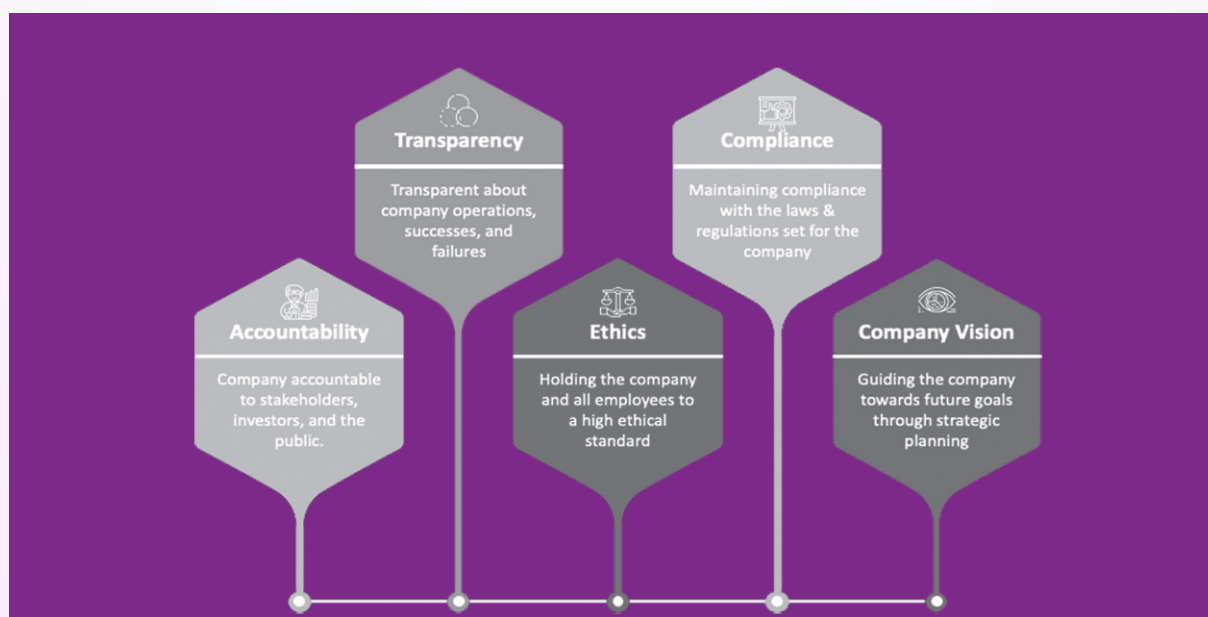 Accountability
Company accountable
to stakeholders,
investors, and the
public.
Transparency
Transparent about
company operations,
successes, and
failures
Ethics
Holding the company
and all employees to
a high ethical
standard
Compliance
Maintaining compliance
with the laws &
regulations set for the
company
Company Vision
Guiding the company
towards future goals
through strategic
planning